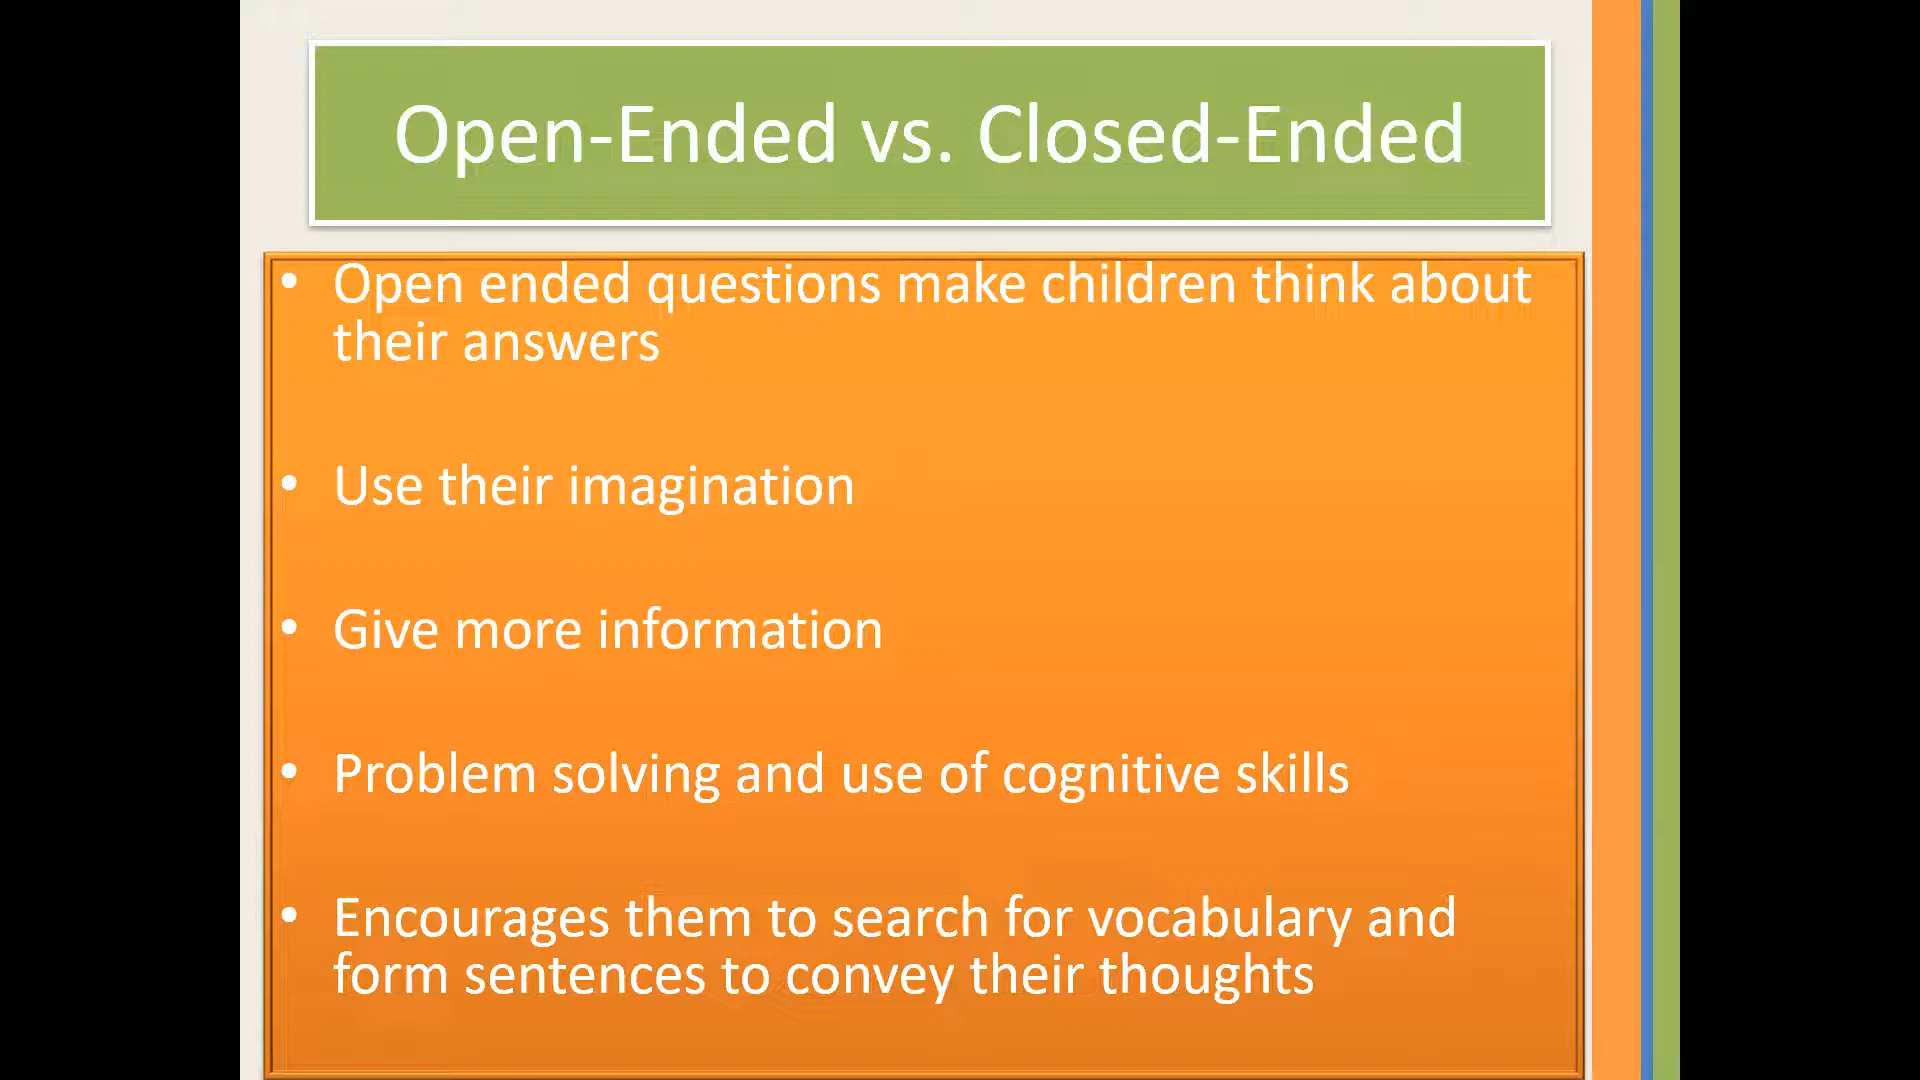 Open-Ended vs. Closed-Ended
• Open ended questions make children think about
their answers
• Use their imagination
• Give more information
• Problem solving and use of cognitive skills
• Encourages them to search for vocabulary and
form sentences to convey their thoughts